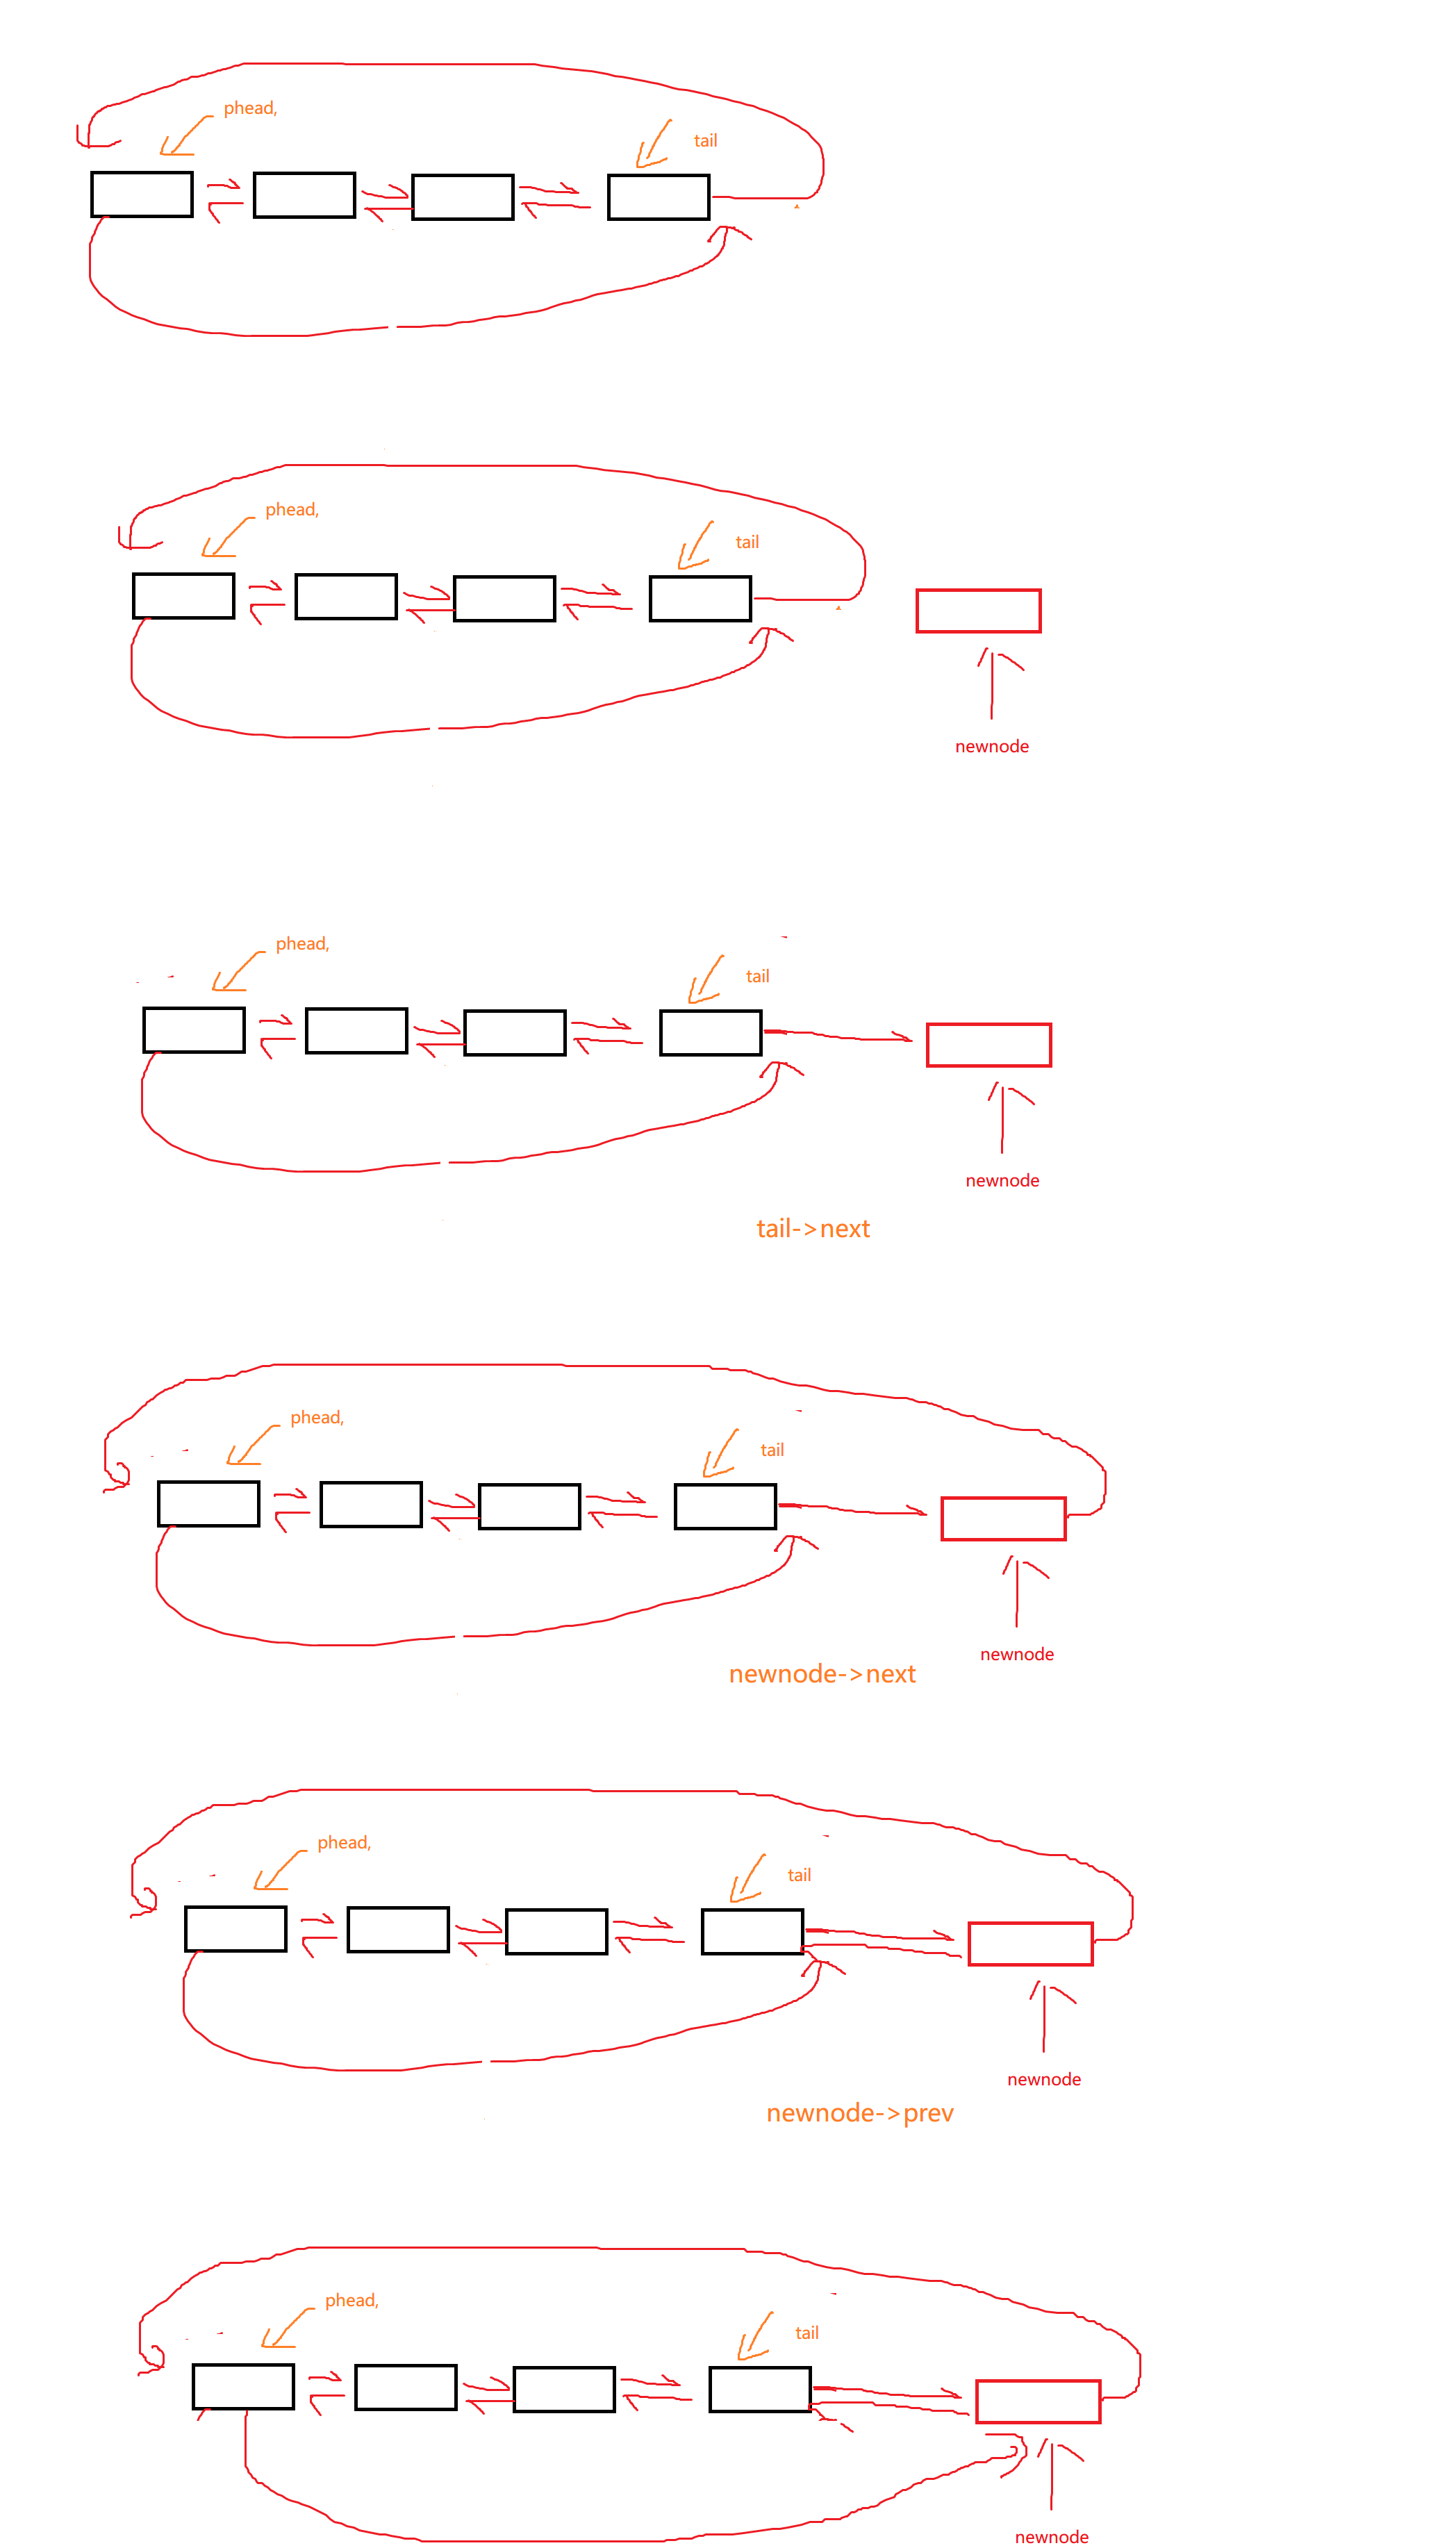 phead,
tail
phead,
tail
newnode
phead,
tail
newnode
tail->next
phead,
tail
newnode
newnode->next
phead,
tail
newnode
newnode->prev
phead,
tail
newnode